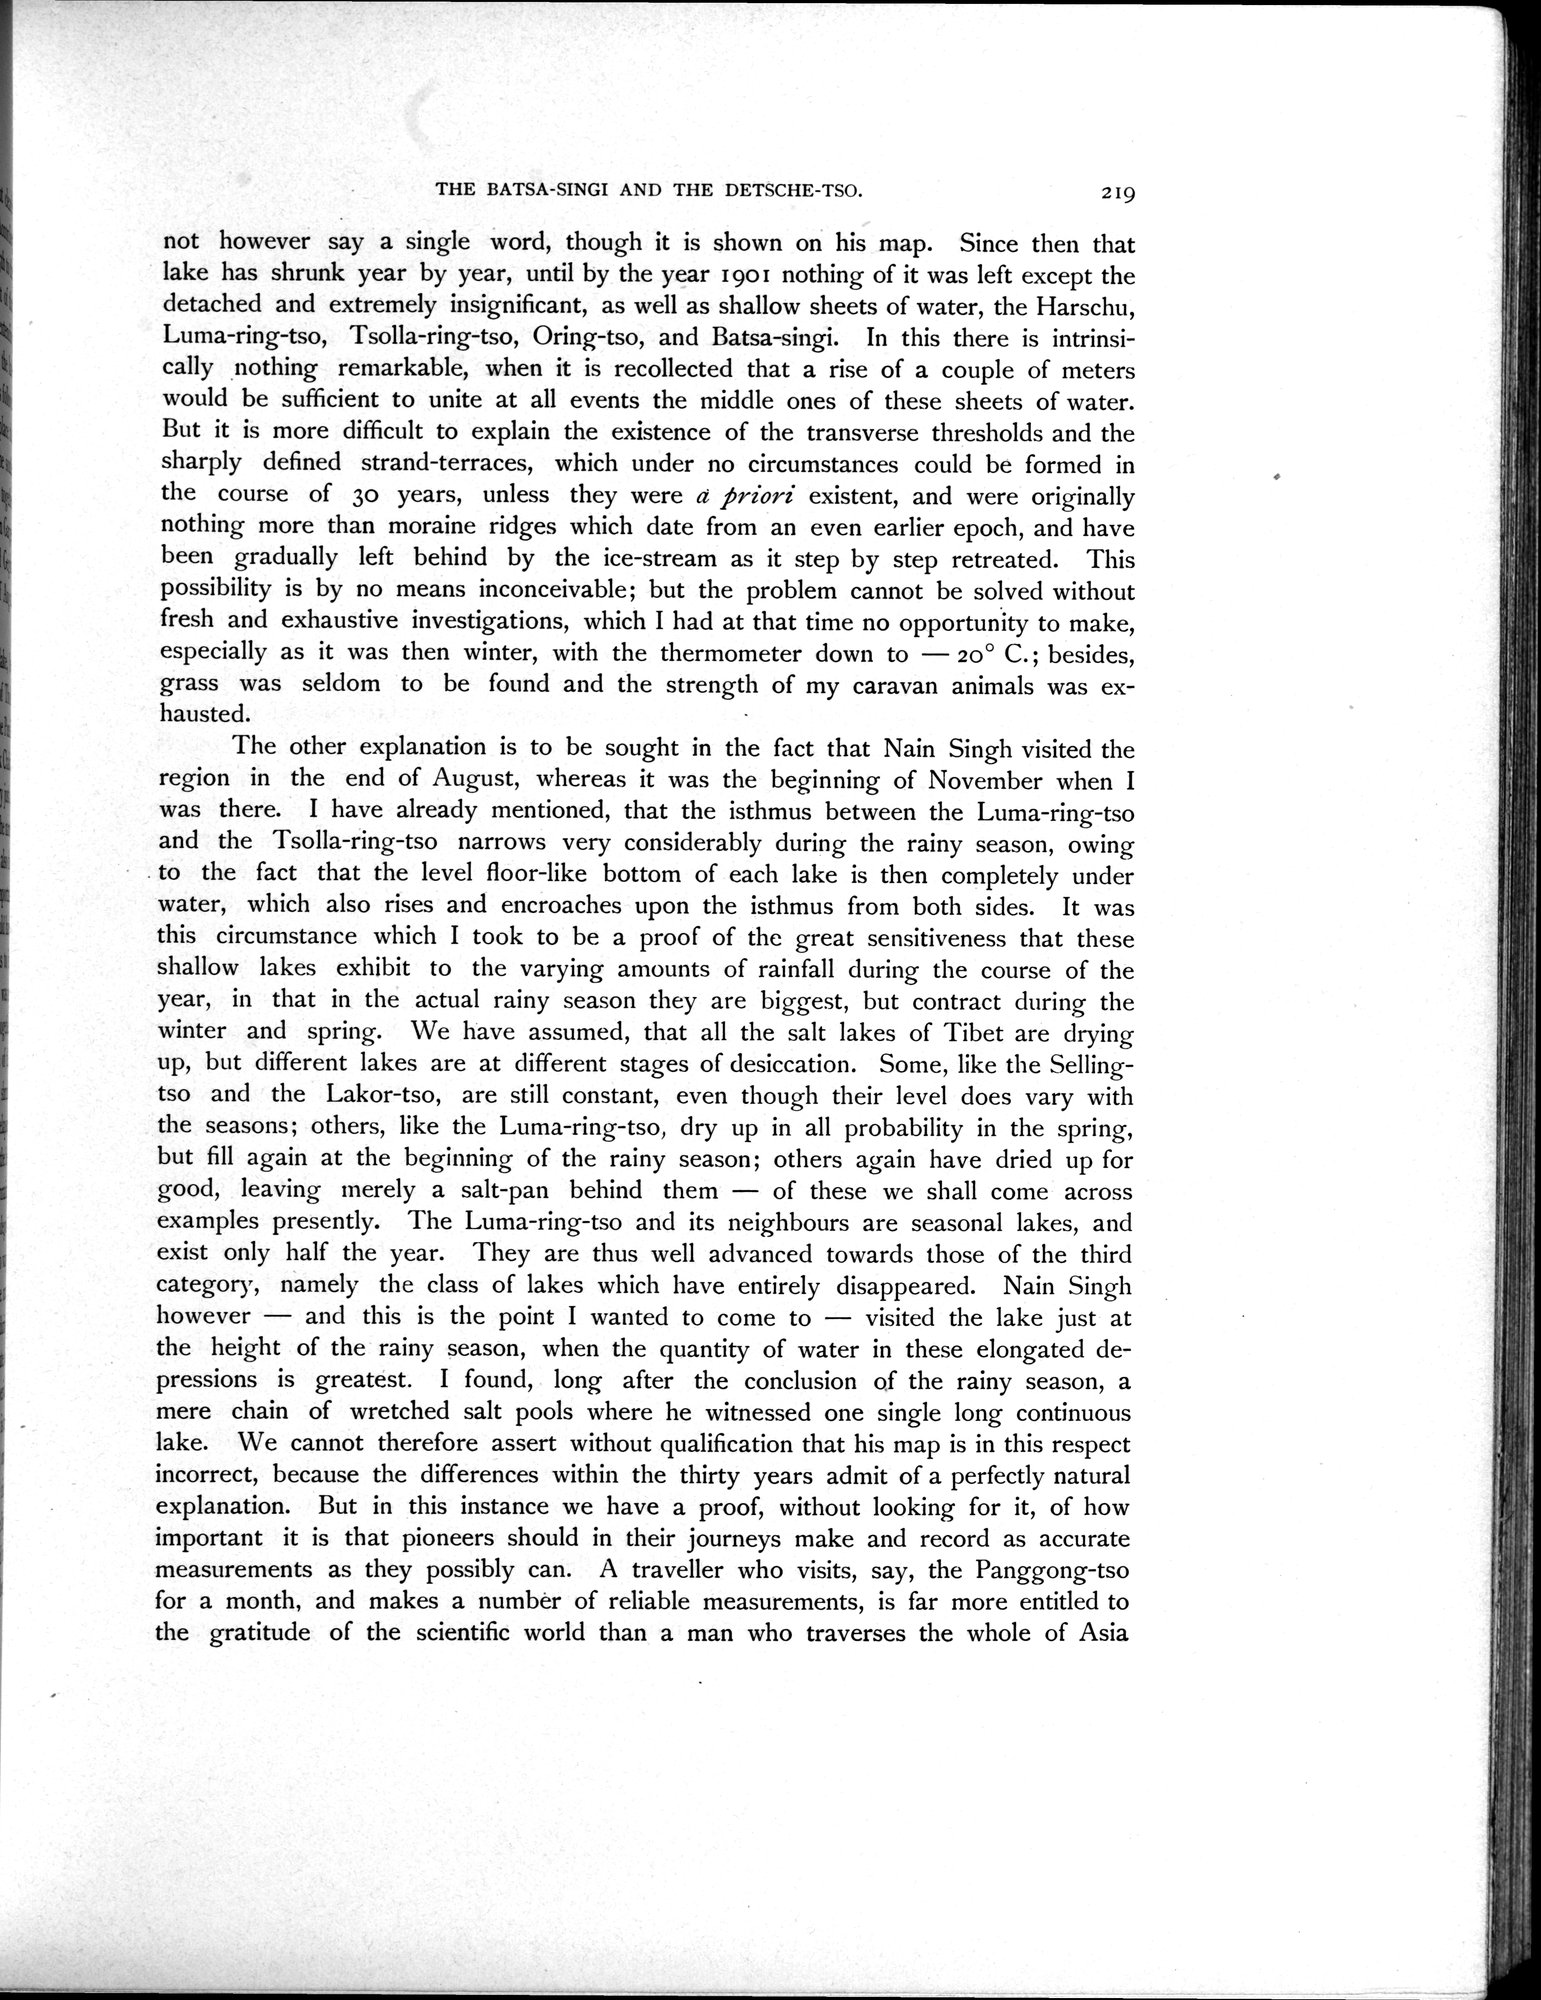 THE BATSA-SINGI AND THE DETSCHE-TSO. 219
not however say a single word, though it is shown on his map. Since then that
lake has shrunk year by year, until by the year 1901 nothing of it was left except the
detached and extremely insignificant, as well as shallow sheets of water, the Harschu,
Luma-ring-tso, Tsolla-ring-tso, Oring-tso, and Batsa-singi. In this there is intrinsi-
cally nothing remarkable, when it is recollected that a rise of a couple of meters
would be sufficient to unite at all events the middle ones of these sheets of water.
But it is more difficult to explain the existence of the transverse thresholds and the
sharply defined strand-terraces, which under no circumstances could be formed in
the course of 30 years, unless they were à priori existent, and were originally
nothing more than moraine ridges which date from an even earlier epoch, and have
been gradually left behind by the ice-stream as it step by step retreated. This
possibility is by no means inconceivable; but the problem cannot be solved without
fresh and exhaustive investigations, which I had at that time no opportunity to make,
especially as it was then winter, with the thermometer down to — 20° C.; besides,
grass was seldom to be found and the strength of my caravan animals was ex-
hausted.
The other explanation is to be sought in the fact that Nain Singh visited the
region in the end of August, whereas it was the beginning of November when I
was there. I have already mentioned, that the isthmus between the Luma-ring-tso
and the Tsolla-ring-tso narrows very considerably during the rainy season, owing
to the fact that the level floor-like bottom of each lake is then completely under
water, which also rises and encroaches upon the isthmus from both sides. It was
this circumstance which I took to be a proof of the great sensitiveness that these
shallow lakes exhibit to the varying amounts of rainfall during the course of the
year, in that in the actual rainy season they are biggest, but contract during the
winter and spring. We have assumed, that all the salt lakes of Tibet are drying
up, but different lakes are at different stages of desiccation. Some, like the Selling-
tso and the Lakor-tso, are still constant, even though their level does vary with
the seasons; others, like the Luma-ring-tso, dry up in all probability in the spring,
but fill again at the beginning of the rainy season; others again have dried up for
good, leaving merely a salt-pan behind them — of these we shall come across
examples presently. The Luma-ring-tso and its neighbours are seasonal lakes, and
exist only half the year. They are thus well advanced towards those of the third
category, namely the class of lakes which have entirely disappeared. Nain Singh
however — and this is the point I wanted to come to — visited the lake just at
the height of the rainy season, when the quantity of water in these elongated de-
pressions is greatest. I found, long after the conclusion of the rainy season, a
mere chain of wretched salt pools where he witnessed one single long continuous
lake. We cannot therefore assert without qualification that his map is in this respect
incorrect, because the differences within the thirty years admit of a perfectly natural
explanation. But in this instance we have a proof, without looking for it, of how
important it is that pioneers should in their journeys make and record as accurate
measurements as they possibly can. A traveller who visits, say, the Panggong-tso
for a month, and makes a number of reliable measurements, is far more entitled to
the gratitude of the scientific world than a man who traverses the whole of Asia